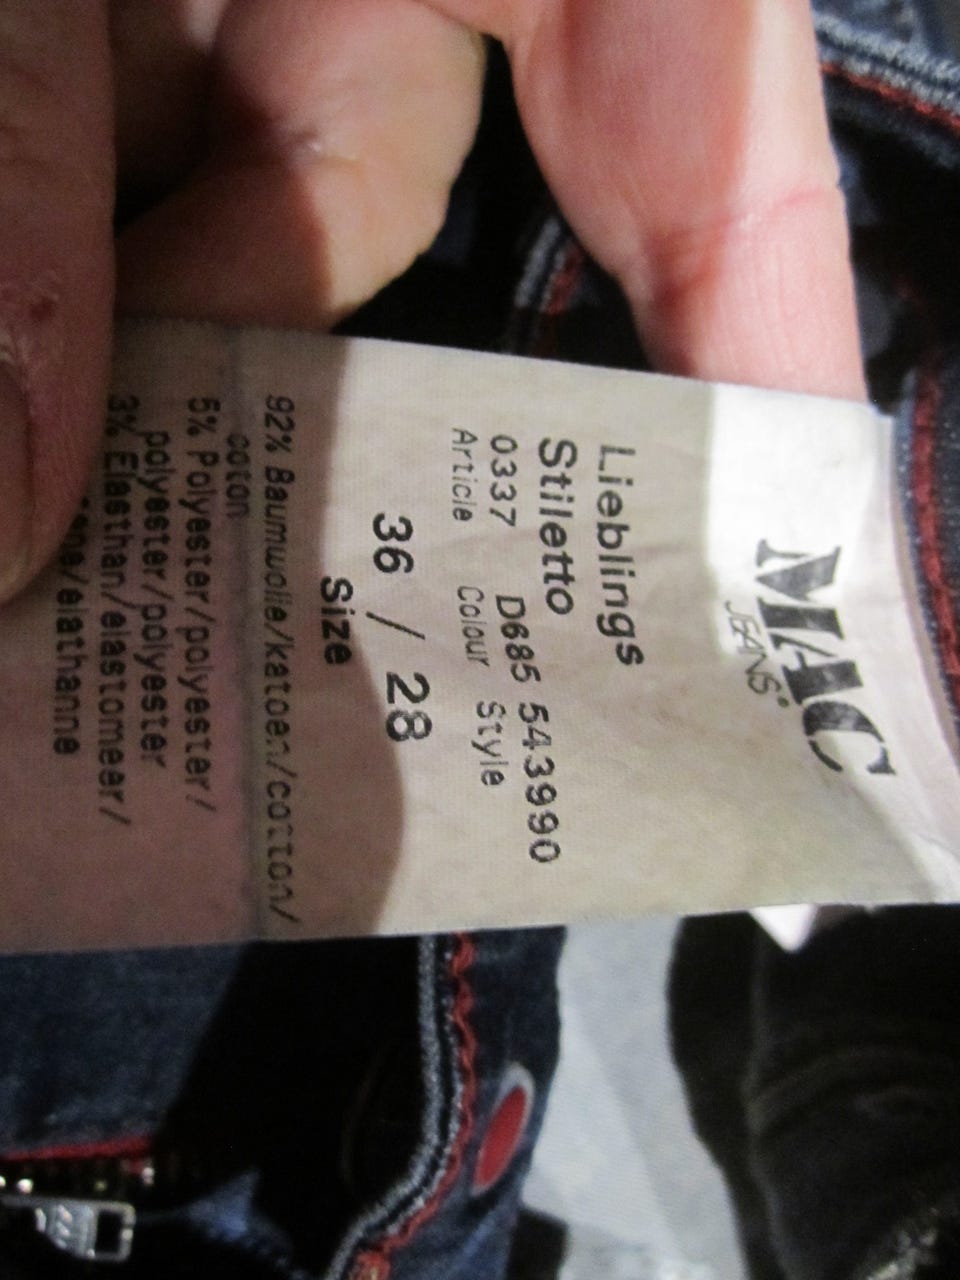 MAC
JEANS®
Lieblings
Stiletto
0337 D685 543990
Article Colour Style
36 / 28
Size
92% Baumwolle/katoen/cotton/
coton
5% Polyester/polyester/
polyester/polyester
3% Elasthan/elastomeer/
/elathanne